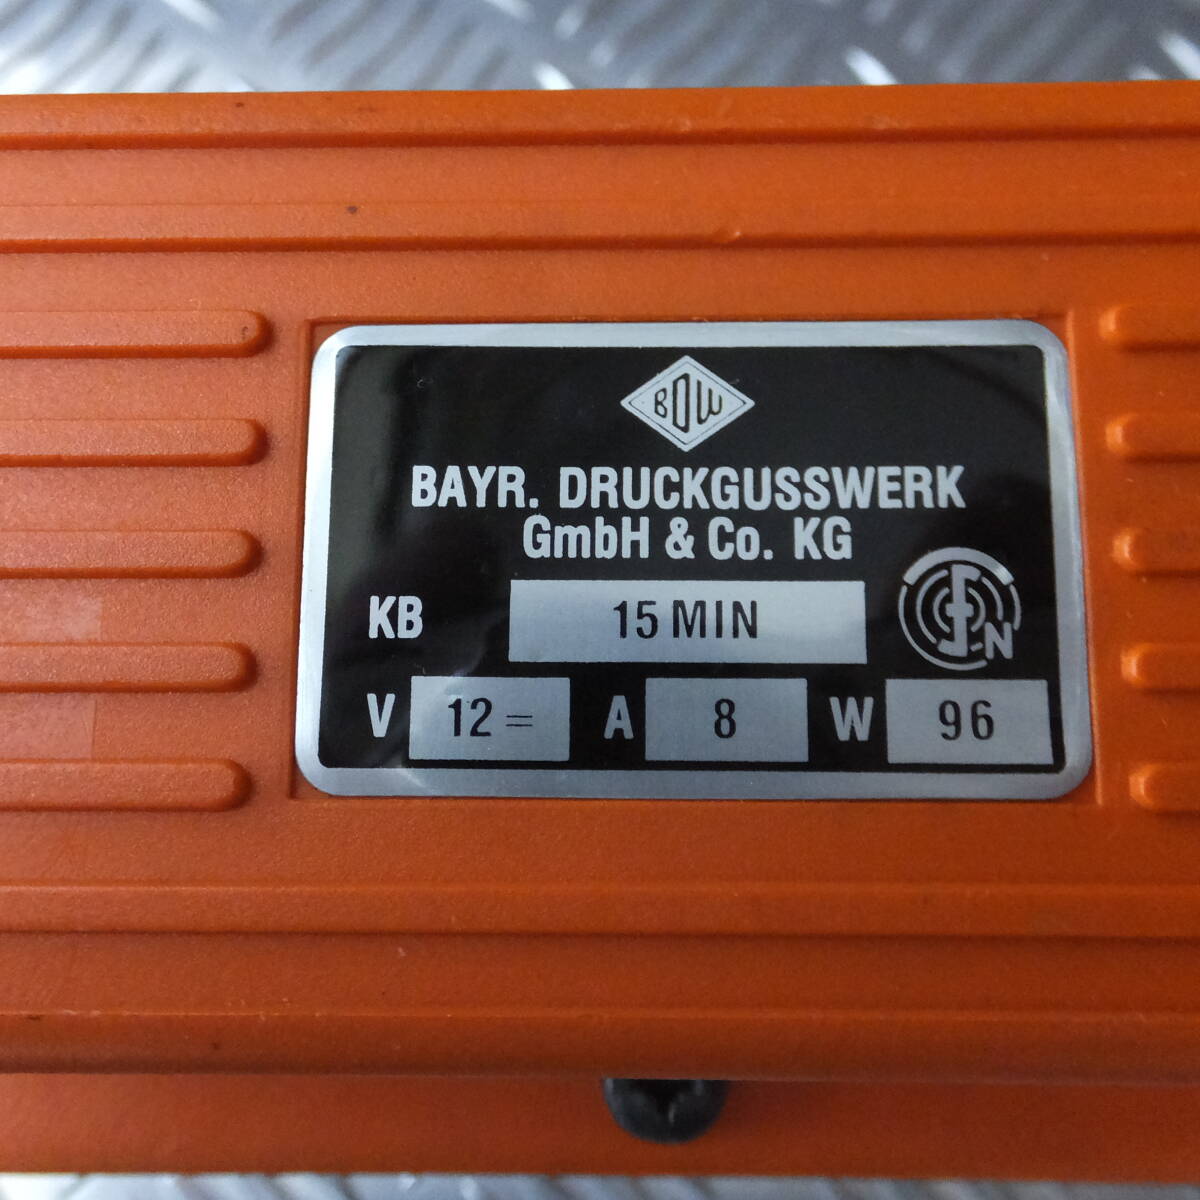 BDW
BAYR. DRUCKGUSSWERK
GmbH & Co. KG
KB 15 MIN
V 12 = A 8 W 96